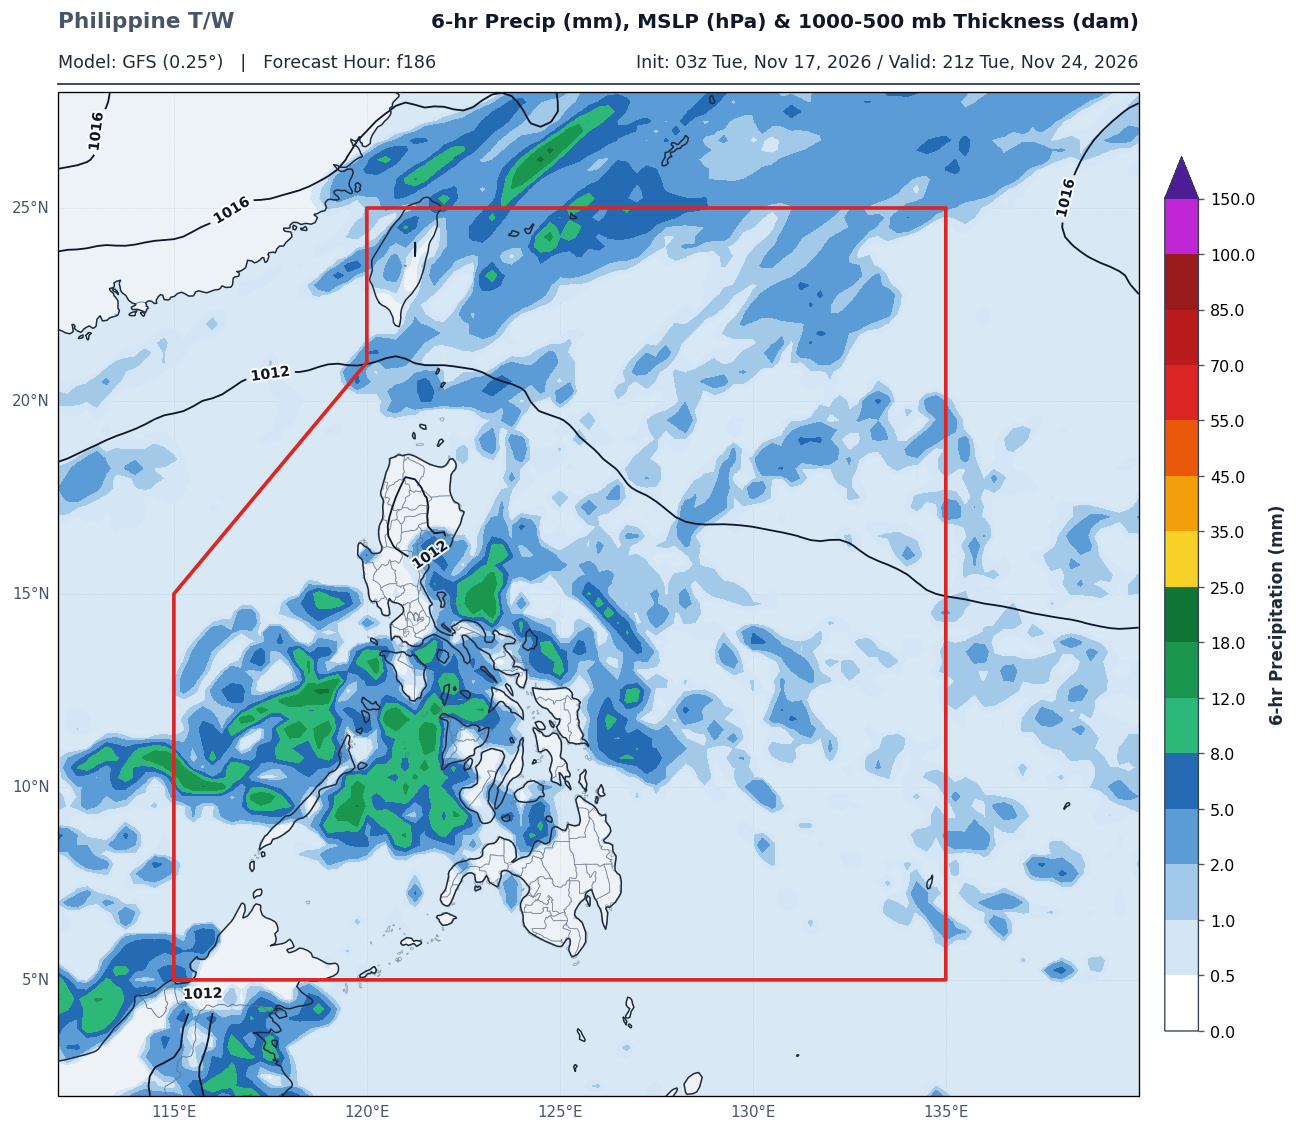 Philippine T/W
6-hr Precip (mm), MSLP (hPa) & 1000-500 mb Thickness (dam)
Model: GFS (0.25°)   |   Forecast Hour: f186
Init: 03z Tue, Nov 17, 2026 / Valid: 21z Tue, Nov 24, 2026
1016
1016
1016
1012
1012
1012
25°N
20°N
15°N
10°N
5°N
115°E
120°E
125°E
130°E
135°E
150.0
100.0
85.0
70.0
55.0
45.0
35.0
25.0
18.0
12.0
8.0
5.0
2.0
1.0
0.5
0.0
6-hr Precipitation (mm)